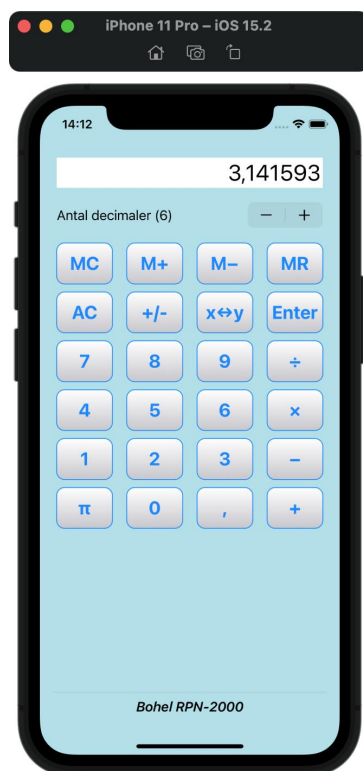 iPhone 11 Pro – iOS 15.2
14:12
3,141593
Antal decimaler (6) − +
MC M+ M− MR
AC +/- x↔y Enter
7 8 9 ÷
4 5 6 ×
1 2 3 −
π 0 , +
Bohel RPN-2000